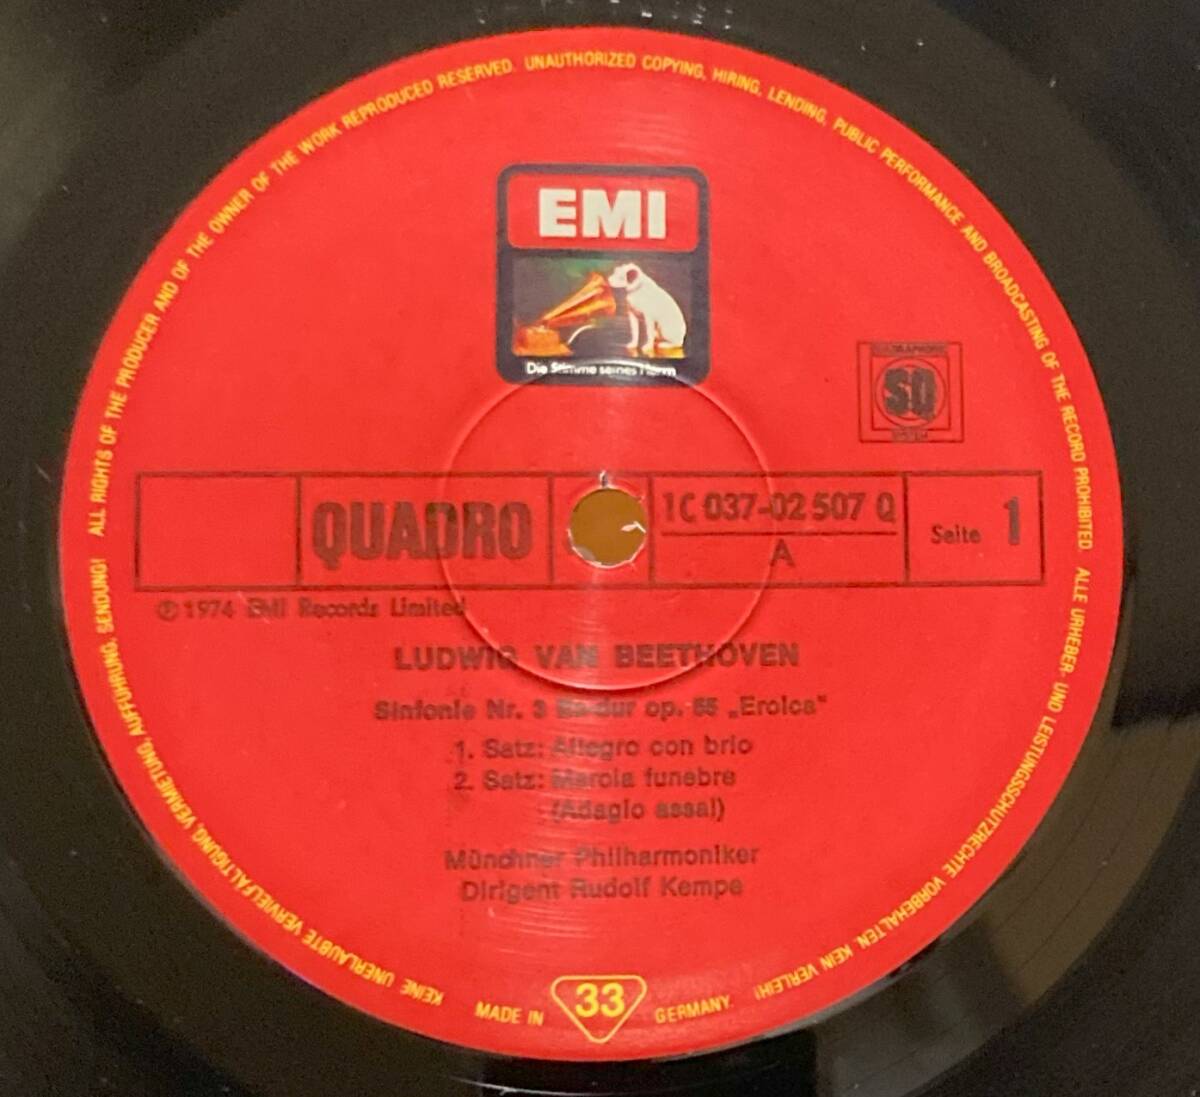 ALL RIGHTS OF THE PRODUCER AND OF THE OWNER OF THE WORK REPRODUCED RESERVED. UNAUTHORIZED COPYING, HIRING, LENDING, PUBLIC PERFORMANCE AND BROADCASTING OF THE RECORD PROHIBITED.
ALLE URHEBER- UND LEISTUNGSSCHUTZRECHTE VORBEHALTEN. KEIN VERLEIH!
KEINE UNERLAUBTE VERVIELFÄLTIGUNG, VERMIETUNG, AUFFÜHRUNG, SENDUNG!
EMI
Die Stimme seines Herrn
SQ
QUADRO
1C 037-02 507 Q
A
Seite 1
℗ 1974 EMI Records Limited
LUDWIG VAN BEETHOVEN
Sinfonie Nr. 3 Es-dur op. 55 „Eroica"
1. Satz: Allegro con brio
2. Satz: Marcia funebre
(Adagio assai)
Münchner Philharmoniker
Dirigent Rudolf Kempe
MADE IN 33 GERMANY.